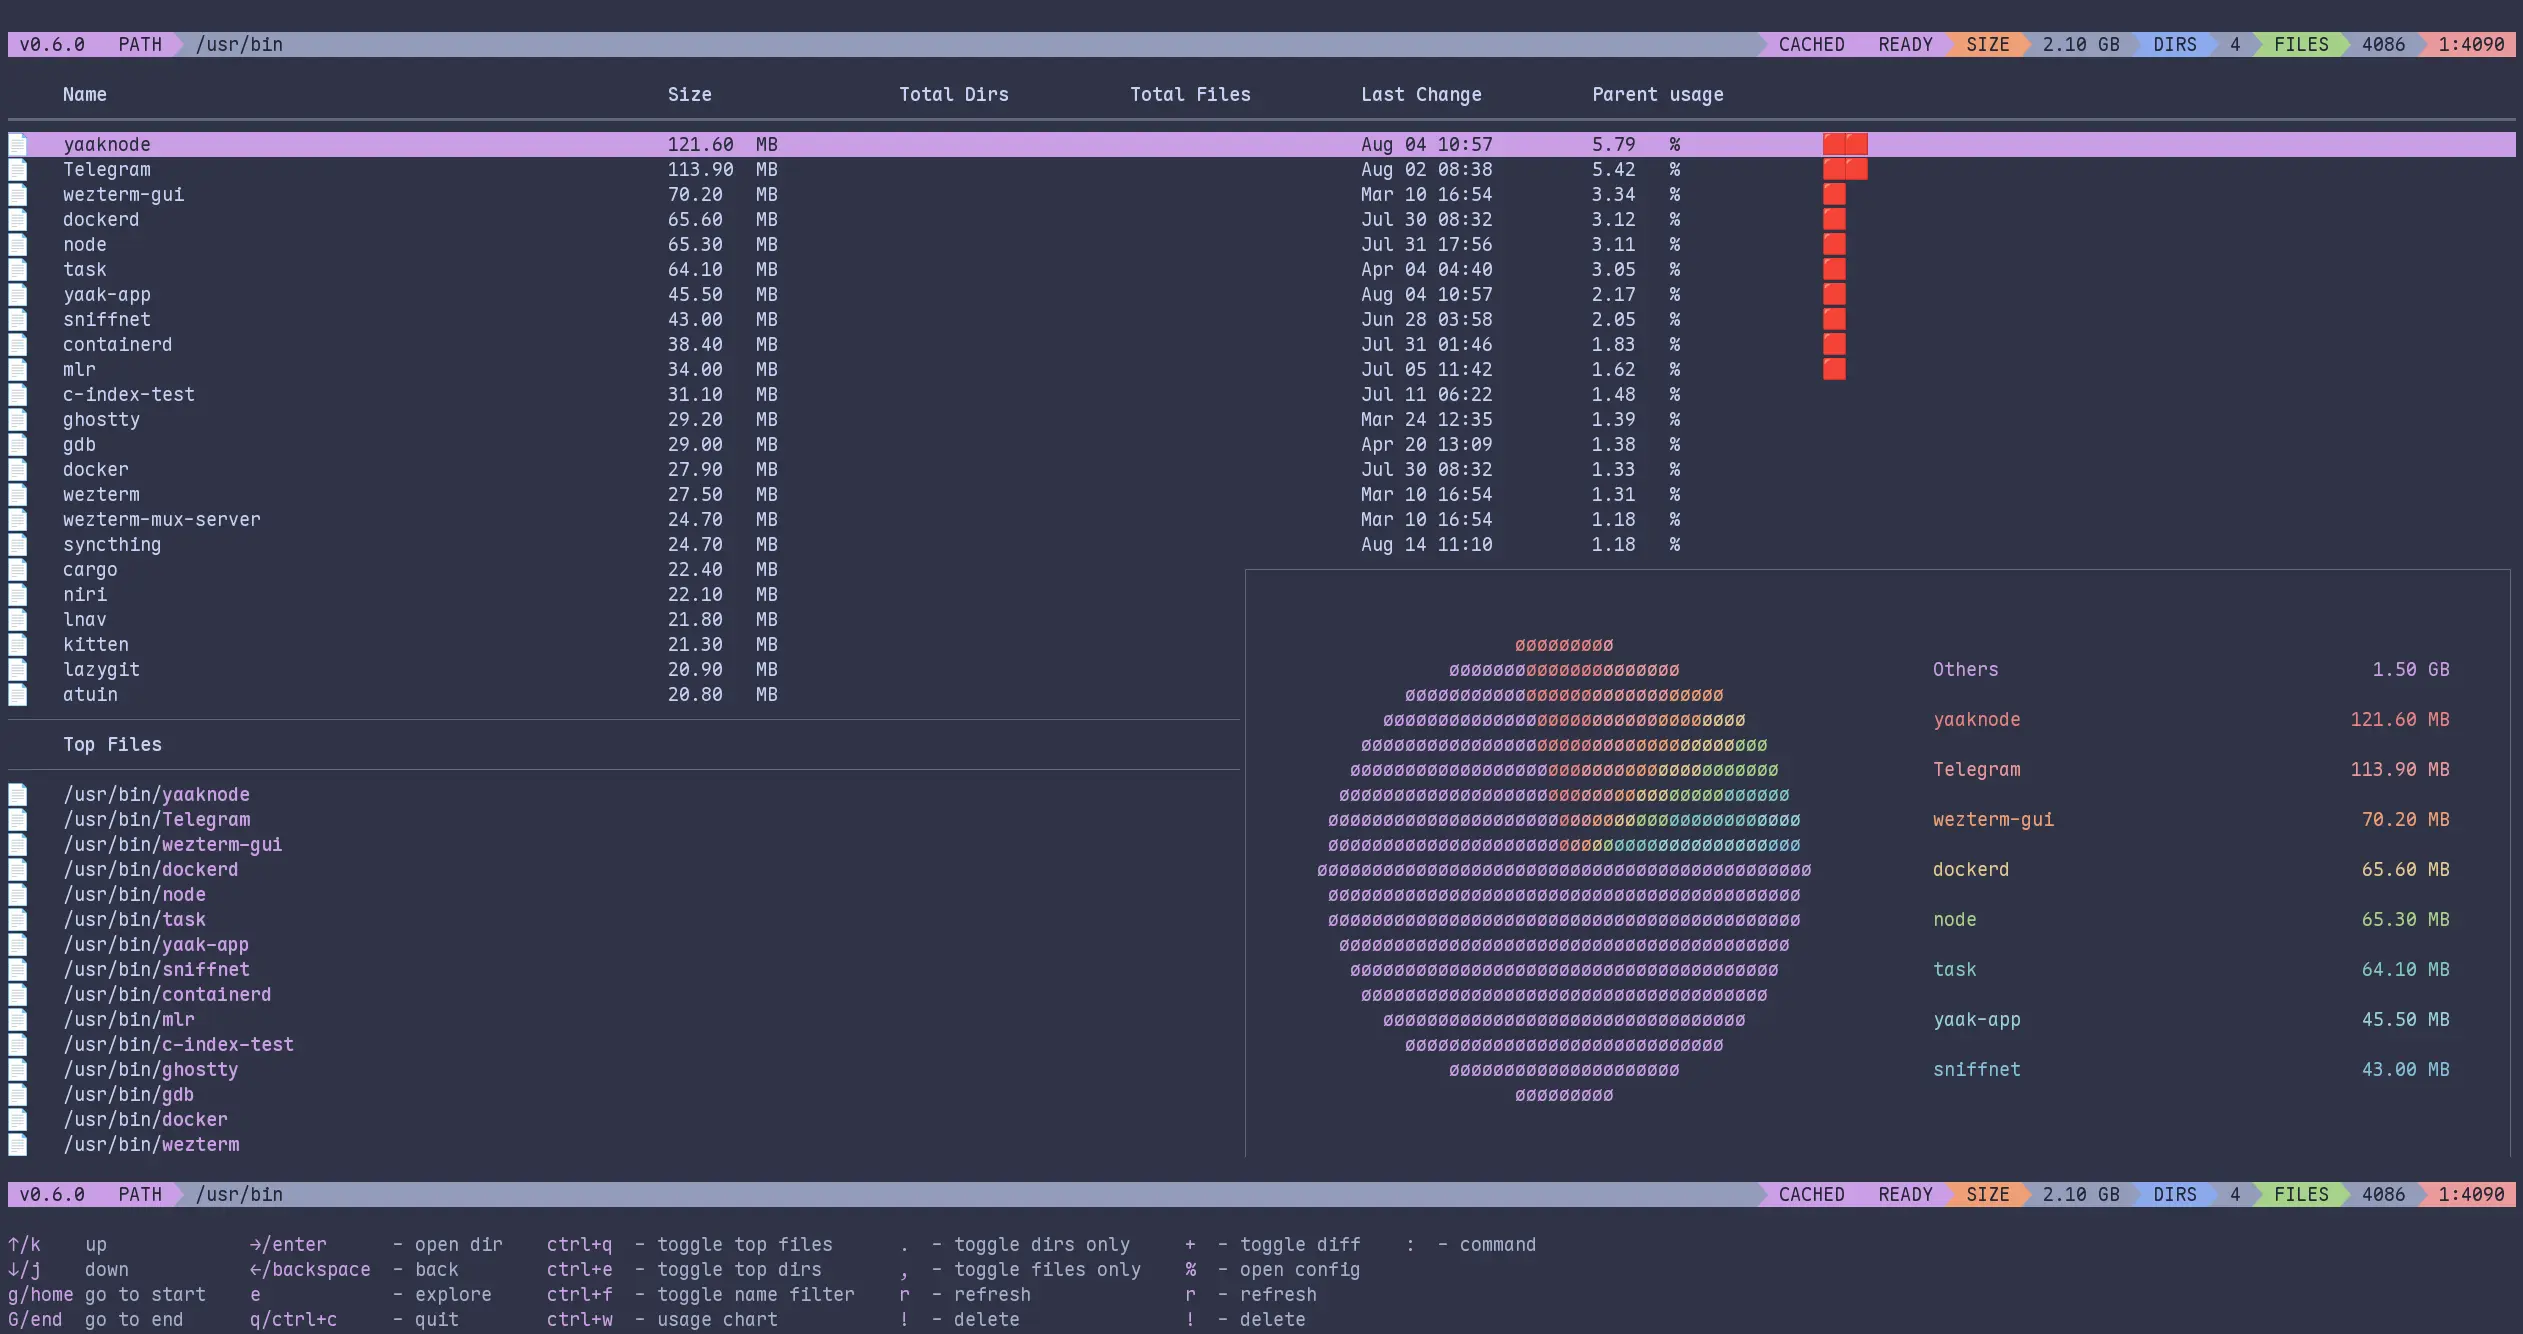 v0.6.0 PATH /usr/bin CACHED READY SIZE 2.10 GB DIRS 4 FILES 4086 1:4090
Name Size Total Dirs Total Files Last Change Parent usage
yaaknode 121.60 MB Aug 04 10:57 5.79 %
Telegram 113.90 MB Aug 02 08:38 5.42 %
wezterm-gui 70.20 MB Mar 10 16:54 3.34 %
dockerd 65.60 MB Jul 30 08:32 3.12 %
node 65.30 MB Jul 31 17:56 3.11 %
task 64.10 MB Apr 04 04:40 3.05 %
yaak-app 45.50 MB Aug 04 10:57 2.17 %
sniffnet 43.00 MB Jun 28 03:58 2.05 %
containerd 38.40 MB Jul 31 01:46 1.83 %
mlr 34.00 MB Jul 05 11:42 1.62 %
c-index-test 31.10 MB Jul 11 06:22 1.48 %
ghostty 29.20 MB Mar 24 12:35 1.39 %
gdb 29.00 MB Apr 20 13:09 1.38 %
docker 27.90 MB Jul 30 08:32 1.33 %
wezterm 27.50 MB Mar 10 16:54 1.31 %
wezterm-mux-server 24.70 MB Mar 10 16:54 1.18 %
syncthing 24.70 MB Aug 14 11:10 1.18 %
cargo 22.40 MB
niri 22.10 MB
lnav 21.80 MB
kitten 21.30 MB
lazygit 20.90 MB
atuin 20.80 MB
Top Files
/usr/bin/yaaknode
/usr/bin/Telegram
/usr/bin/wezterm-gui
/usr/bin/dockerd
/usr/bin/node
/usr/bin/task
/usr/bin/yaak-app
/usr/bin/sniffnet
/usr/bin/containerd
/usr/bin/mlr
/usr/bin/c-index-test
/usr/bin/ghostty
/usr/bin/gdb
/usr/bin/docker
/usr/bin/wezterm
Others 1.50 GB
yaaknode 121.60 MB
Telegram 113.90 MB
wezterm-gui 70.20 MB
dockerd 65.60 MB
node 65.30 MB
task 64.10 MB
yaak-app 45.50 MB
sniffnet 43.00 MB
v0.6.0 PATH /usr/bin CACHED READY SIZE 2.10 GB DIRS 4 FILES 4086 1:4090
↑/k up →/enter - open dir ctrl+q - toggle top files . - toggle dirs only + - toggle diff : - command
↓/j down ←/backspace - back ctrl+e - toggle top dirs , - toggle files only % - open config
g/home go to start e - explore ctrl+f - toggle name filter r - refresh r - refresh
G/end go to end q/ctrl+c - quit ctrl+w - usage chart ! - delete ! - delete